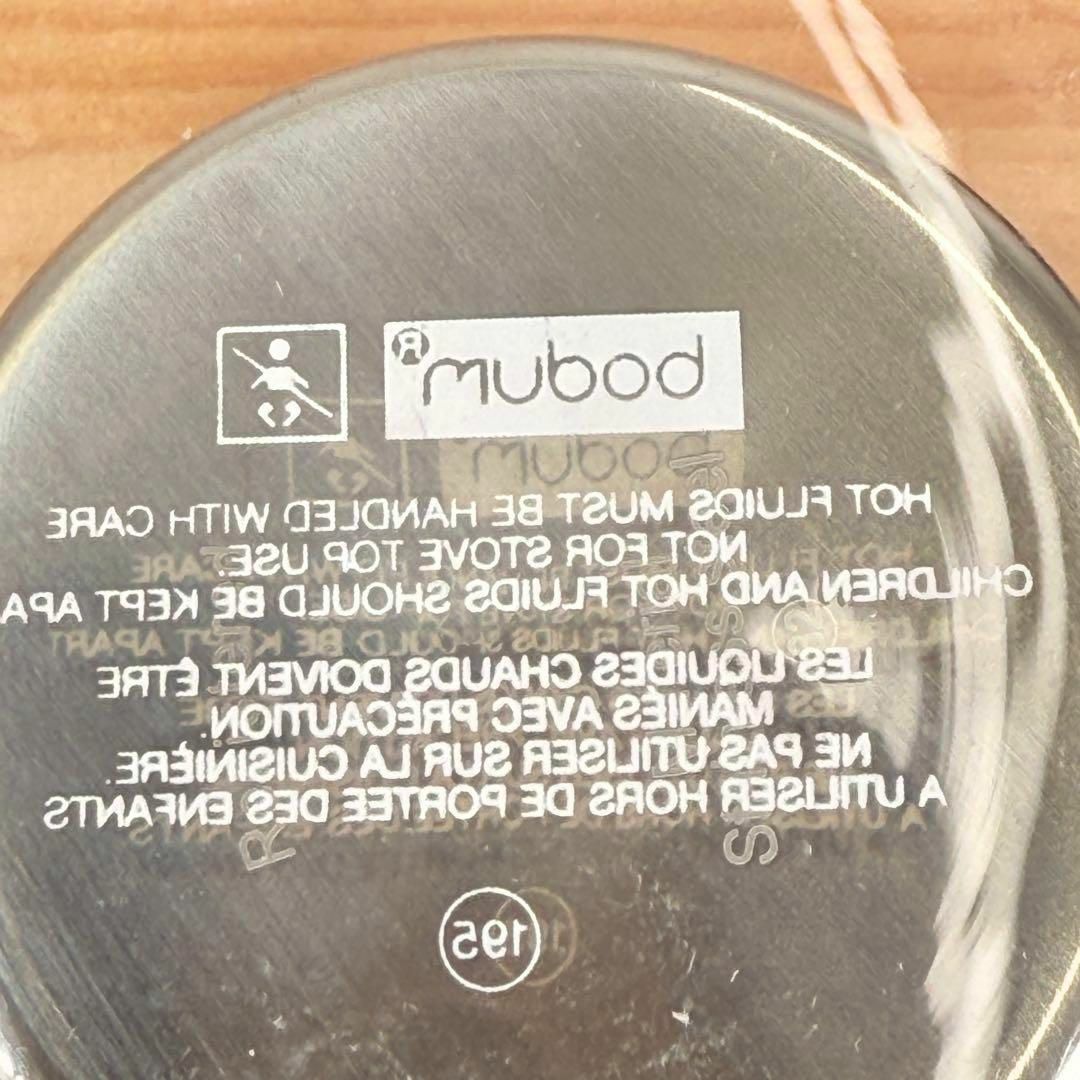 bodum®
HOT FLUIDS MUST BE HANDLED WITH CARE
NOT FOR STOVE TOP USE.
CHILDREN AND HOT FLUIDS SHOULD BE KEPT APA
LES LIQUIDES CHAUDS DOIVENT ÊTRE
MANIÉS AVEC PRÉCAUTION.
NE PAS UTILISER SUR LA CUISINIÈRE.
A UTILISER HORS DE PORTEE DES ENFANTS
195